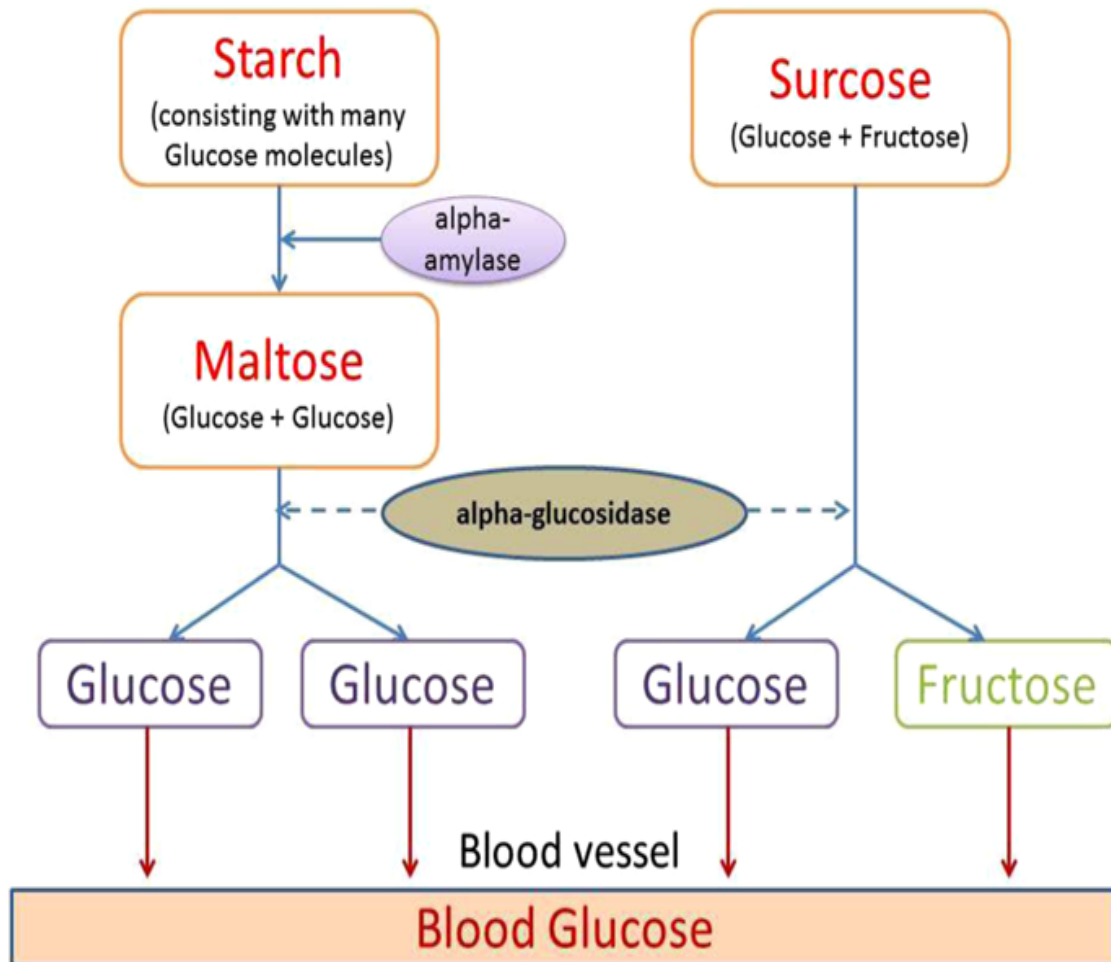 Starch
(consisting with many
Glucose molecules)
Surcose
(Glucose + Fructose)
alpha-
amylase
Maltose
(Glucose + Glucose)
alpha-glucosidase
Glucose
Glucose
Glucose
Fructose
Blood vessel
Blood Glucose